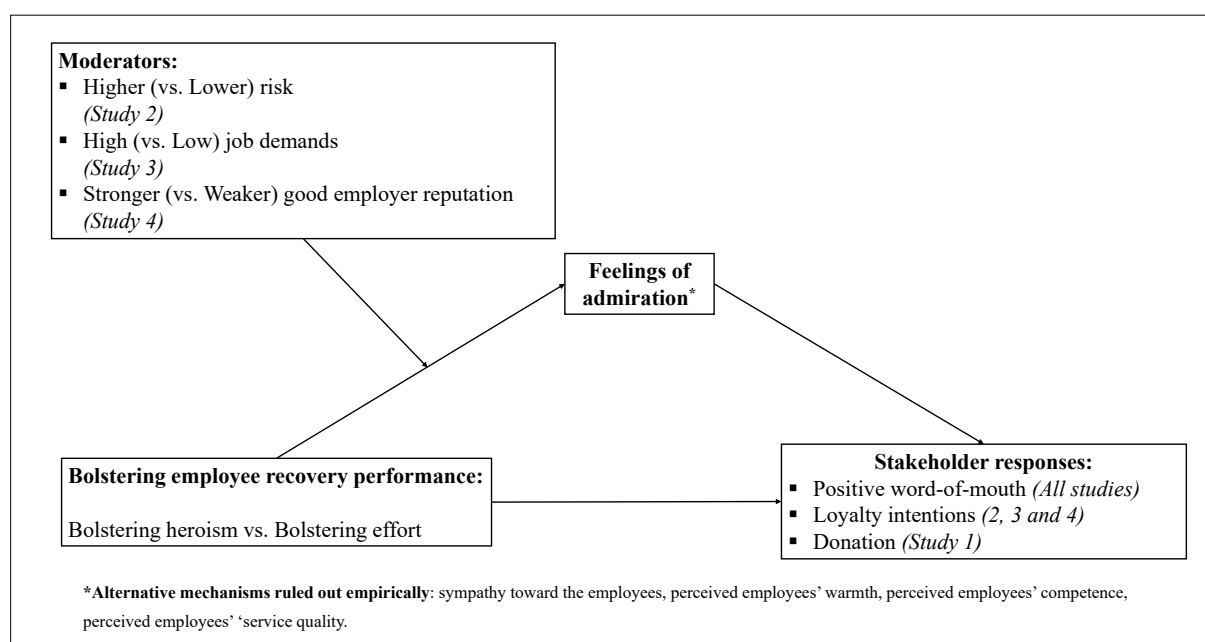 Moderators:
▪ Higher (vs. Lower) risk
(Study 2)
▪ High (vs. Low) job demands
(Study 3)
▪ Stronger (vs. Weaker) good employer reputation
(Study 4)
Feelings of
admiration*
Bolstering employee recovery performance:
Bolstering heroism vs. Bolstering effort
Stakeholder responses:
▪ Positive word-of-mouth (All studies)
▪ Loyalty intentions (2, 3 and 4)
▪ Donation (Study 1)
*Alternative mechanisms ruled out empirically: sympathy toward the employees, perceived employees’ warmth, perceived employees’ competence,
perceived employees’ ‘service quality.